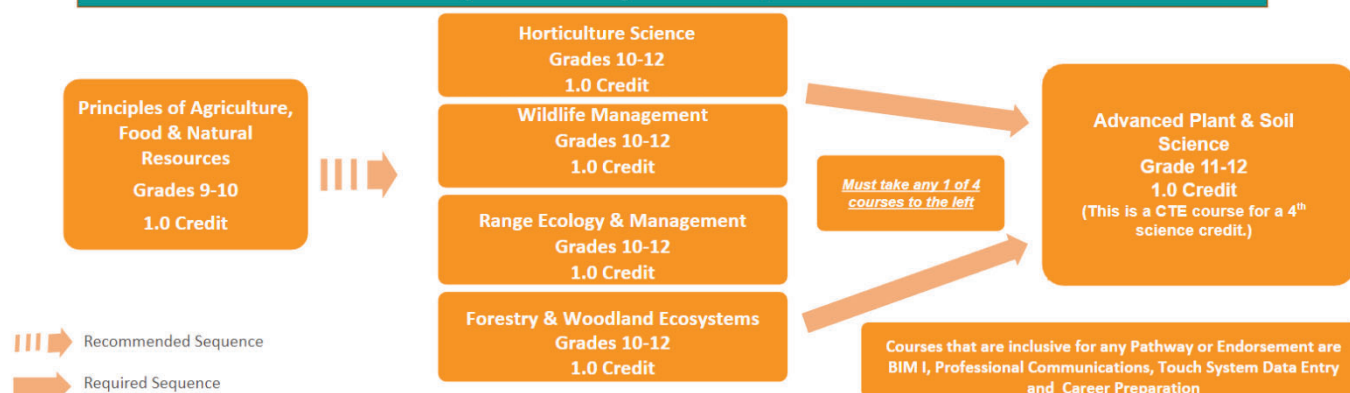 Horticulture Science
Grades 10-12
1.0 Credit
Principles of Agriculture,
Food & Natural
Resources
Grades 9-10
1.0 Credit
Wildlife Management
Grades 10-12
1.0 Credit
Range Ecology & Management
Grades 10-12
1.0 Credit
Forestry & Woodland Ecosystems
Grades 10-12
1.0 Credit
Must take any 1 of 4
courses to the left
Advanced Plant & Soil
Science
Grade 11-12
1.0 Credit
(This is a CTE course for a 4th
science credit.)
Recommended Sequence
Required Sequence
Courses that are inclusive for any Pathway or Endorsement are
BIM I, Professional Communications, Touch System Data Entry
and Career Preparation